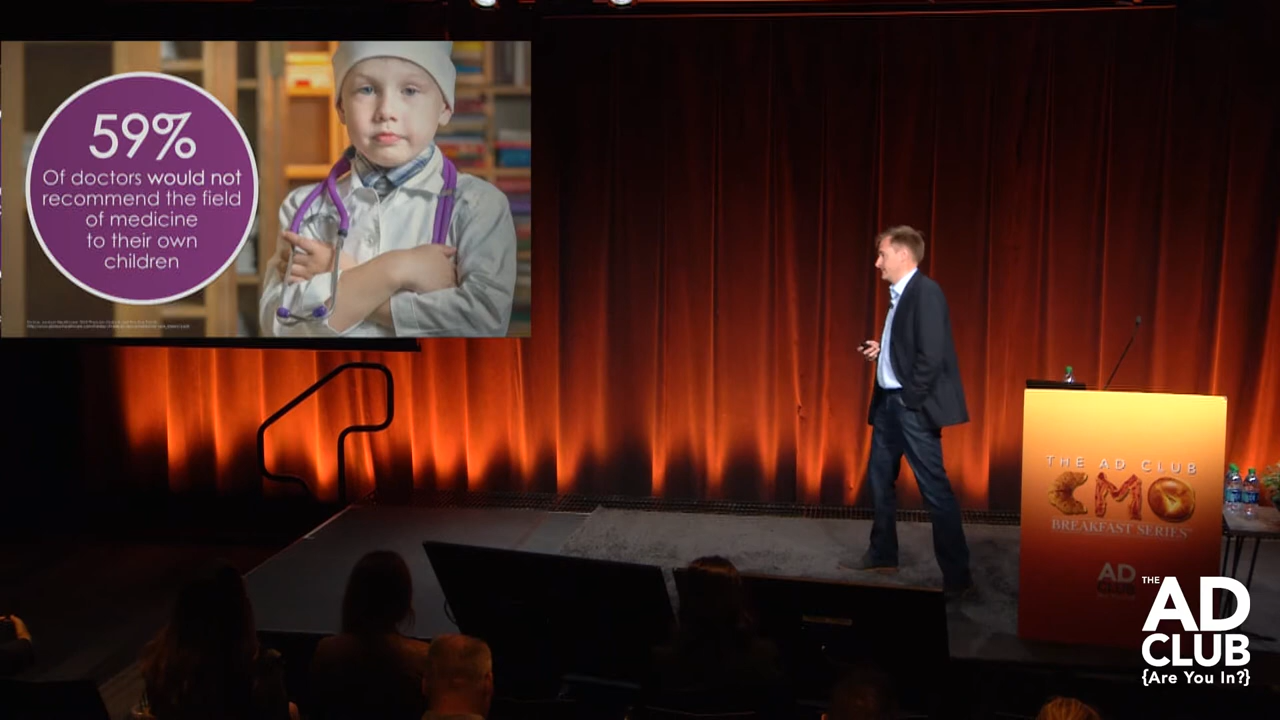 59%
Of doctors would not
recommend the field
of medicine
to their own
children
THE AD CLUB
CMO
BREAKFAST SERIES
AD
CLUB
THE
AD
CLUB
{Are You In?}